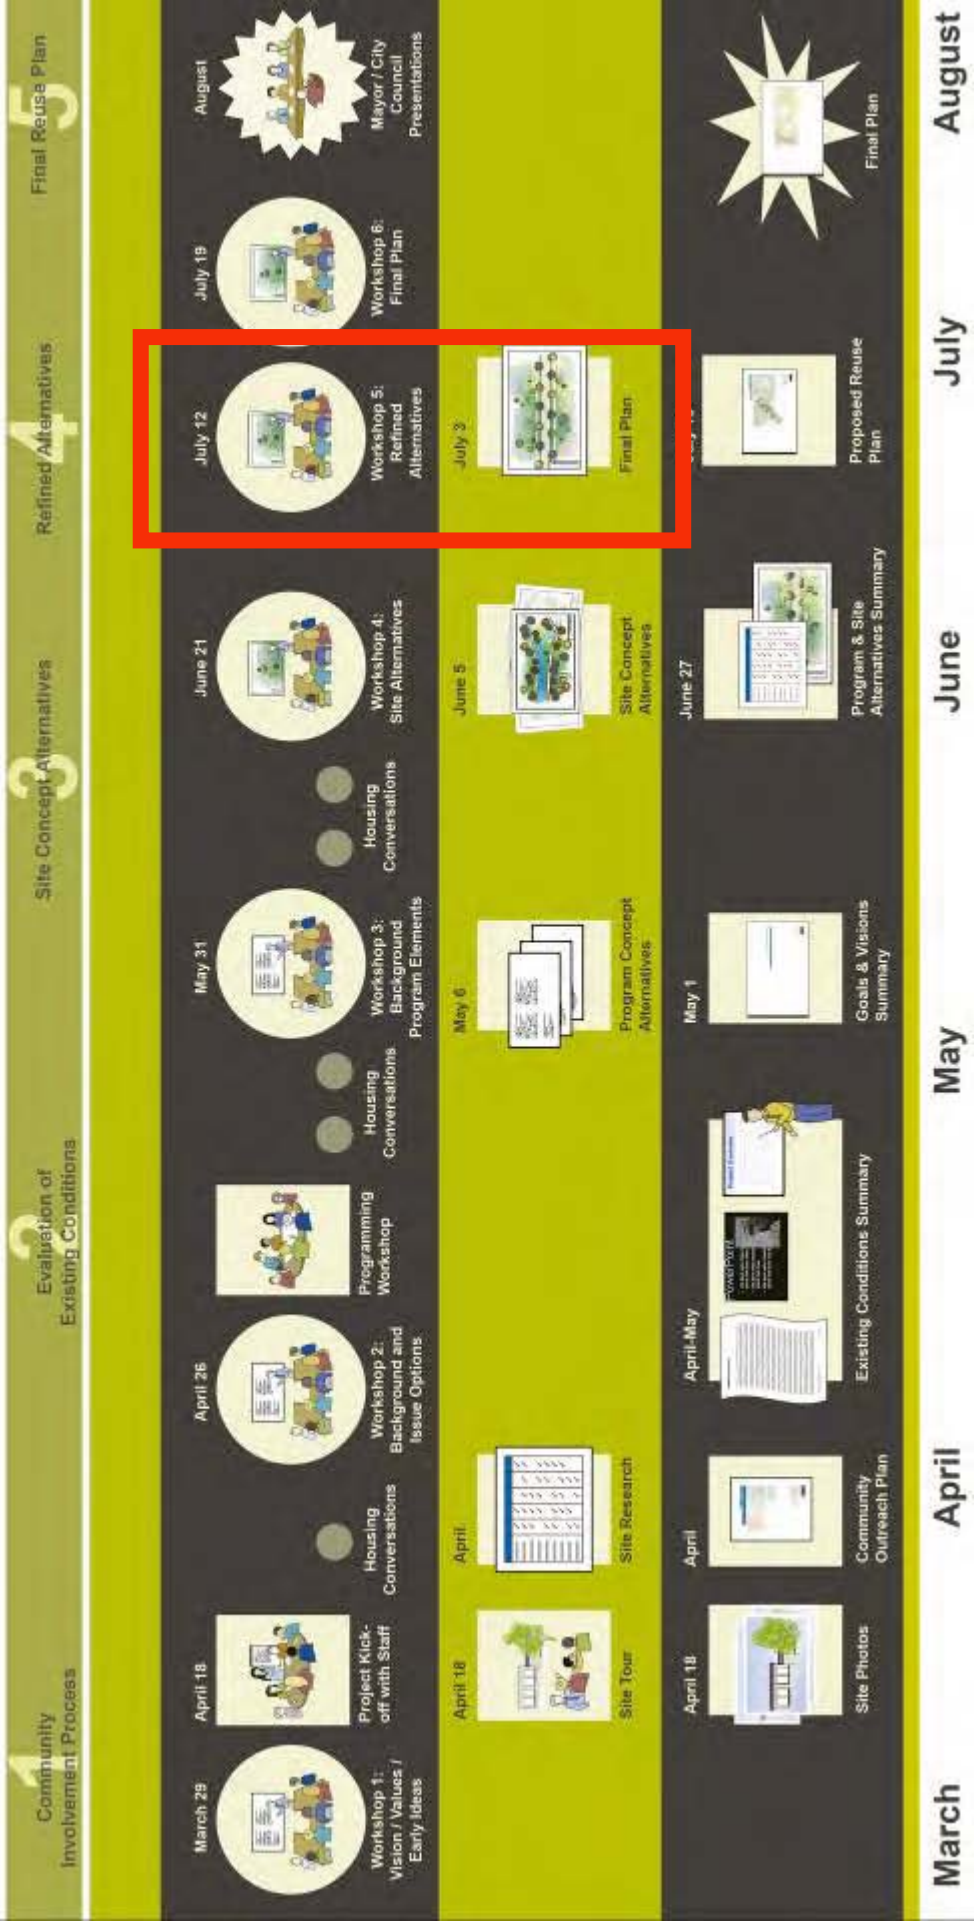 1
Community
Involvement Process
2
Evaluation of
Existing Conditions
3
Site Concept Alternatives
4
Refined Alternatives
5
Final Reuse Plan
March 29
Workshop 1:
Vision / Values /
Early Ideas
April 18
Project Kick-
off with Staff
Housing
Conversations
April 26
Workshop 2:
Background and
Issue Options
Programming
Workshop
Housing
Conversations
May 31
Workshop 3:
Background
Program Elements
Housing
Conversations
June 21
Workshop 4:
Site Alternatives
July 12
Workshop 5:
Refined
Alternatives
July 19
Workshop 6:
Final Plan
August
Mayor / City
Council
Presentations
April 18
Site Tour
April
Site Research
May 6
Program Concept
Alternatives
June 5
Site Concept
Alternatives
July 3
Final Plan
April 18
Site Photos
April
Community
Outreach Plan
April-May
PowerPoint
Existing Conditions Summary
May 1
Goals & Visions
Summary
June 27
Program & Site
Alternatives Summary
Proposed Reuse
Plan
Final Plan
March
April
May
June
July
August